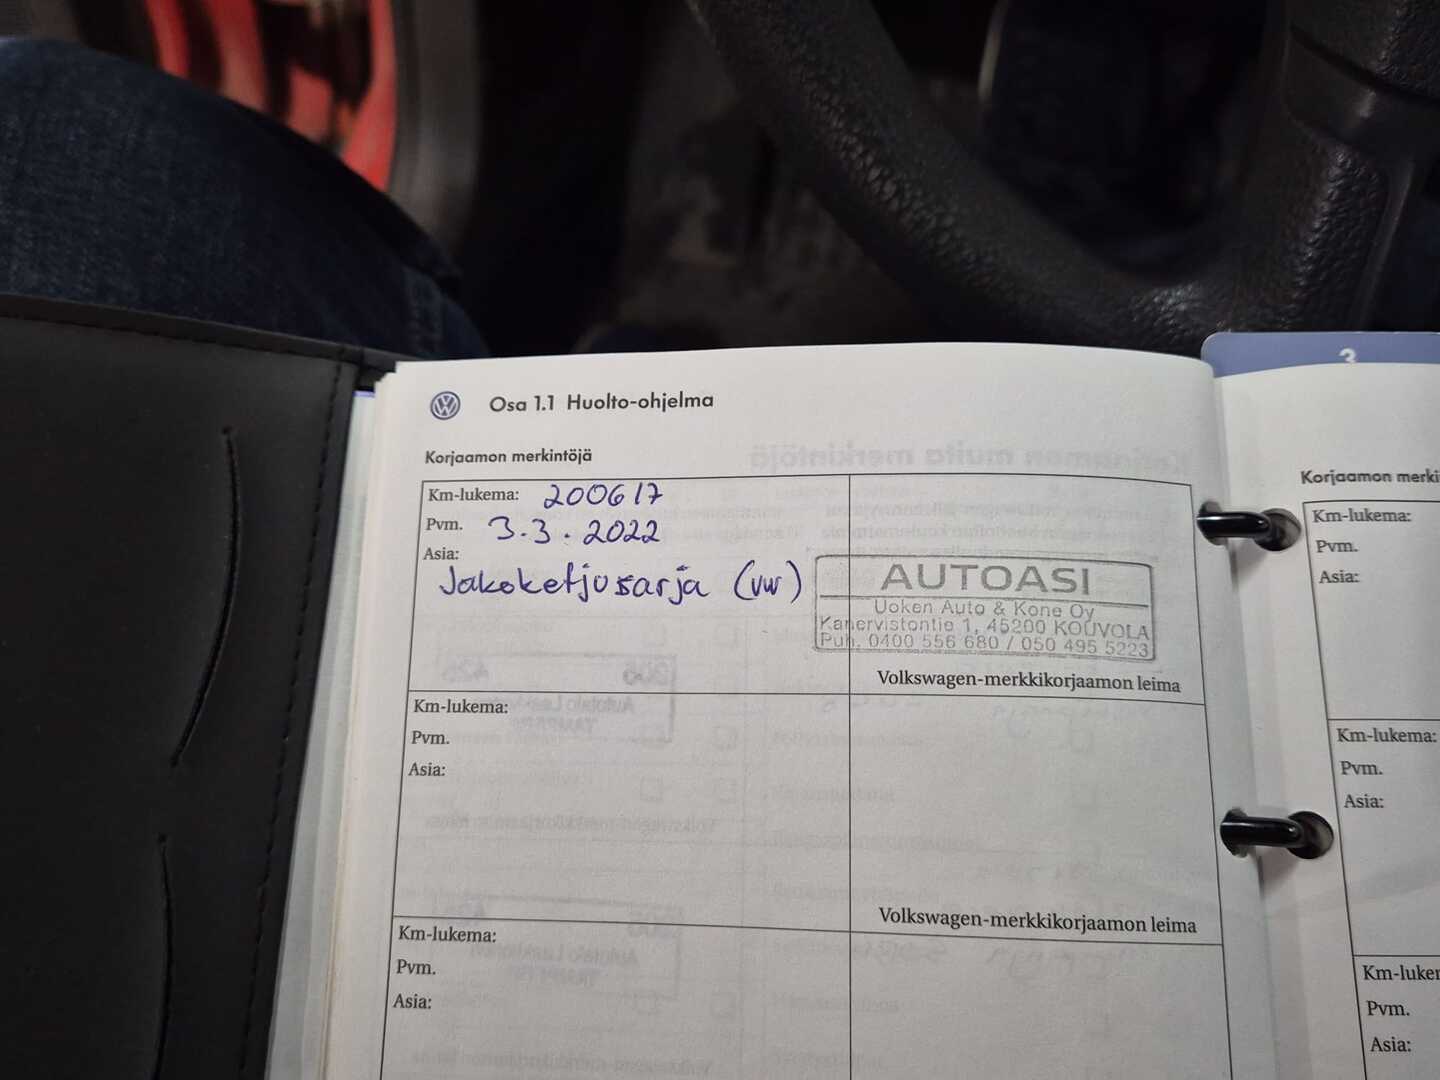 3
VW
Osa 1.1 Huolto-ohjelma
Korjaamon merkintöjä
Km-lukema: 200617
Pvm. 3.3.2022
Asia:
Jakoketjusarja (vw)
AUTOASI
Uoken Auto & Kone Oy
Kanervistontie 1, 45200 KOUVOLA
Puh. 0400 556 680 / 050 495 5223
Volkswagen-merkkikorjaamon leima
Km-lukema:
Pvm.
Asia:
Volkswagen-merkkikorjaamon leima
Km-lukema:
Pvm.
Asia:
Korjaamon merki
Km-lukema:
Pvm.
Asia:
Km-lukema:
Pvm.
Asia:
Km-luker
Pvm.
Asia: